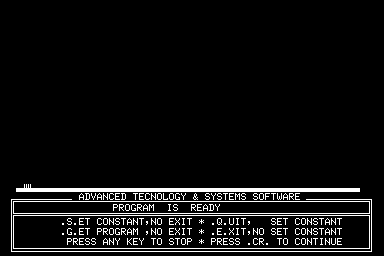 ADVANCED TECNOLOGY & SYSTEMS SOFTWARE
PROGRAM IS READY
.S.ET CONSTANT,NO EXIT * .Q.UIT, SET CONSTANT
.G.ET PROGRAM ,NO EXIT * .E.XIT,NO SET CONSTANT
PRESS ANY KEY TO STOP * PRESS .CR. TO CONTINUE